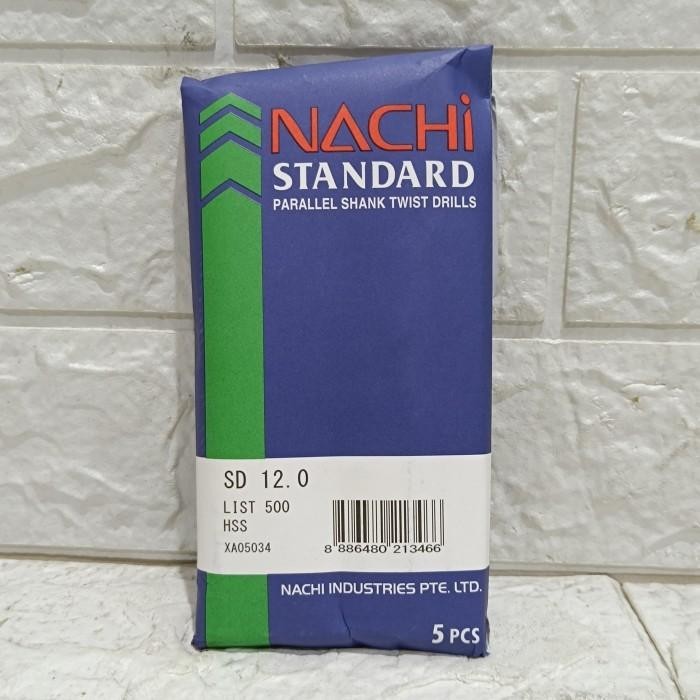 NACHi
STANDARD
PARALLEL SHANK TWIST DRILLS
SD 12.0
LIST 500
HSS
XA05034
8 886480 213466
NACHI INDUSTRIES PTE. LTD.
5 PCS